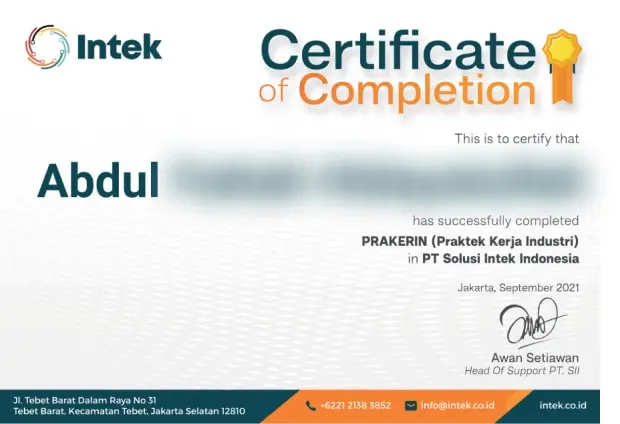 Intek
Certificate
of Completion
This is to certify that
Abdul
has successfully completed
PRAKERIN (Praktek Kerja Industri)
in PT Solusi Intek Indonesia
Jakarta, September 2021
Awan Setiawan
Head Of Support PT. SII
Jl. Tebet Barat Dalam Raya No 31
Tebet Barat, Kecamatan Tebet, Jakarta Selatan 12810
+6221 2138 3852
info@intek.co.id
intek.co.id